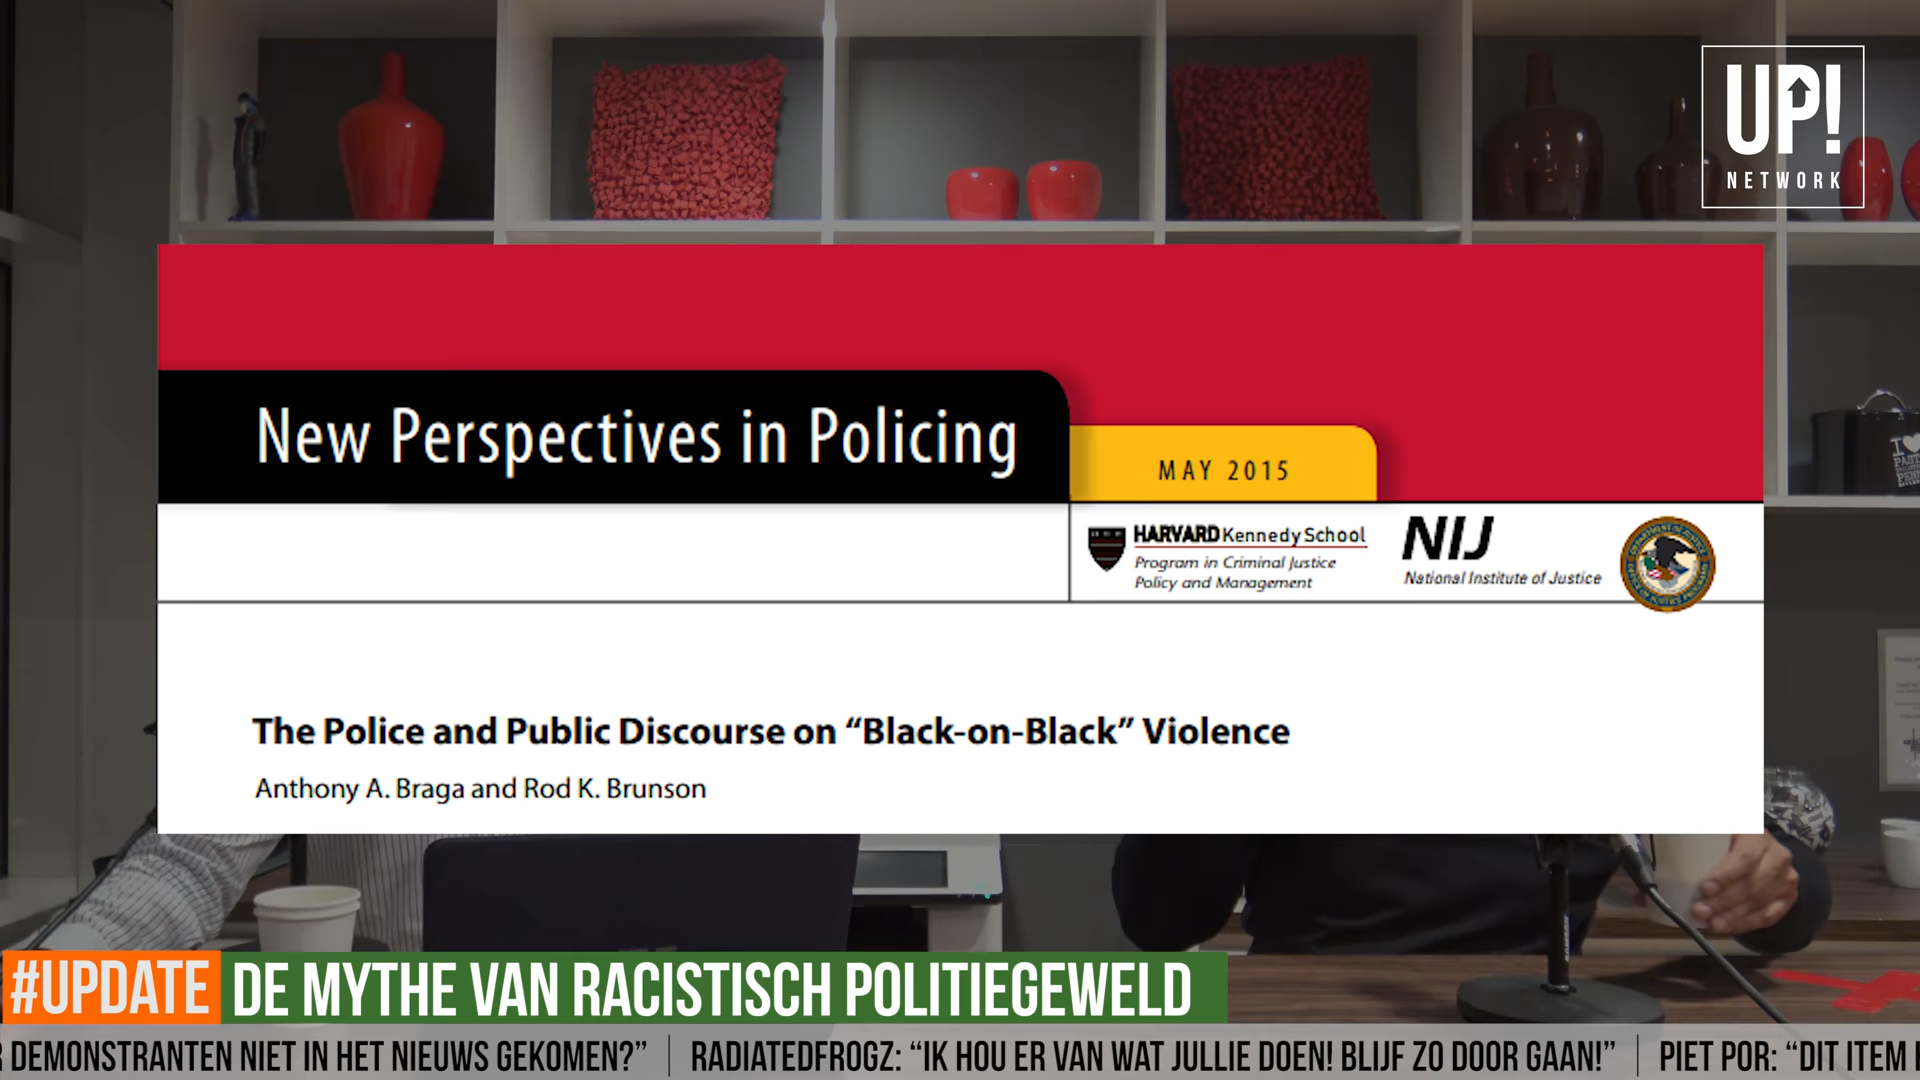 UP!
NETWORK
New Perspectives in Policing
MAY 2015
HARVARD Kennedy School
Program in Criminal Justice
Policy and Management
NIJ
National Institute of Justice
The Police and Public Discourse on “Black-on-Black” Violence
Anthony A. Braga and Rod K. Brunson
I
#UPDATE DE MYTHE VAN RACISTISCH POLITIEGEWELD
DEMONSTRANTEN NIET IN HET NIEUWS GEKOMEN?” | RADIATEDFROGZ: “IK HOU ER VAN WAT JULLIE DOEN! BLIJF ZO DOOR GAAN!” | PIET POR: “DIT ITEM